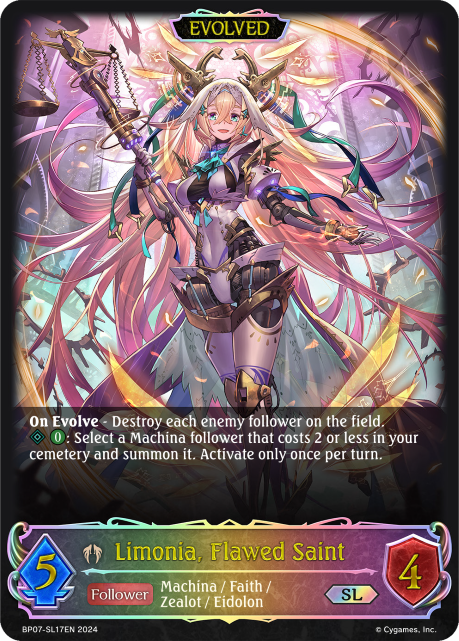 EVOLVED
On Evolve - Destroy each enemy follower on the field.
0: Select a Machina follower that costs 2 or less in your
cemetery and summon it. Activate only once per turn.
Limonia, Flawed Saint
5
Follower
Machina / Faith /
Zealot / Eidolon
SL
4
BP07-SL17EN 2024
© Cygames, Inc.